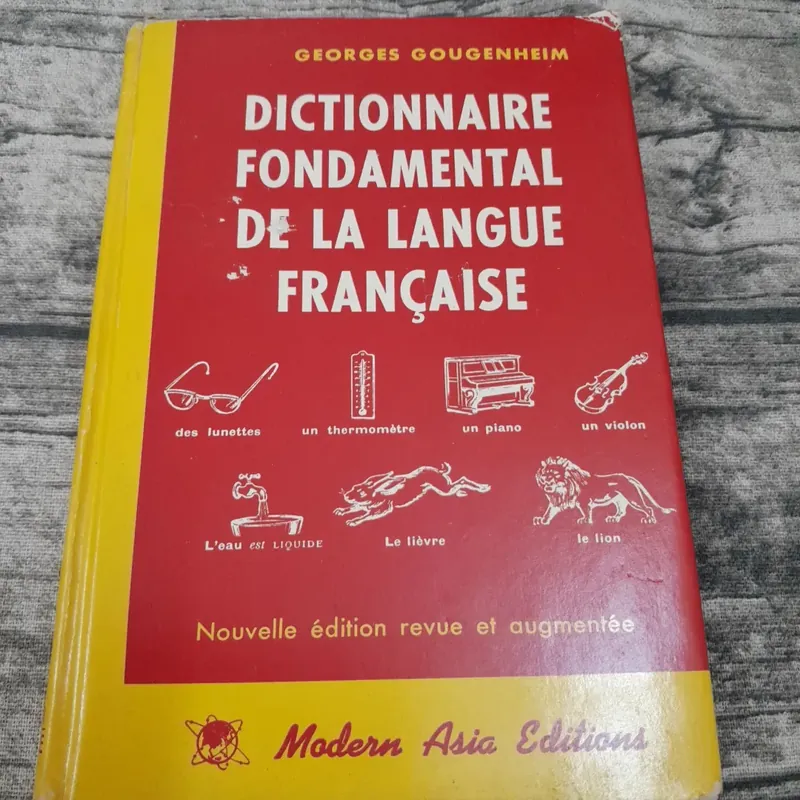 GEORGES GOUGENHEIM
DICTIONNAIRE
FONDAMENTAL
DE LA LANGUE
FRANÇAISE
des lunettes
un thermomètre
un piano
un violon
L'eau est LIQUIDE
Le lièvre
le lion
Nouvelle édition revue et augmentée
Modern Asia Editions